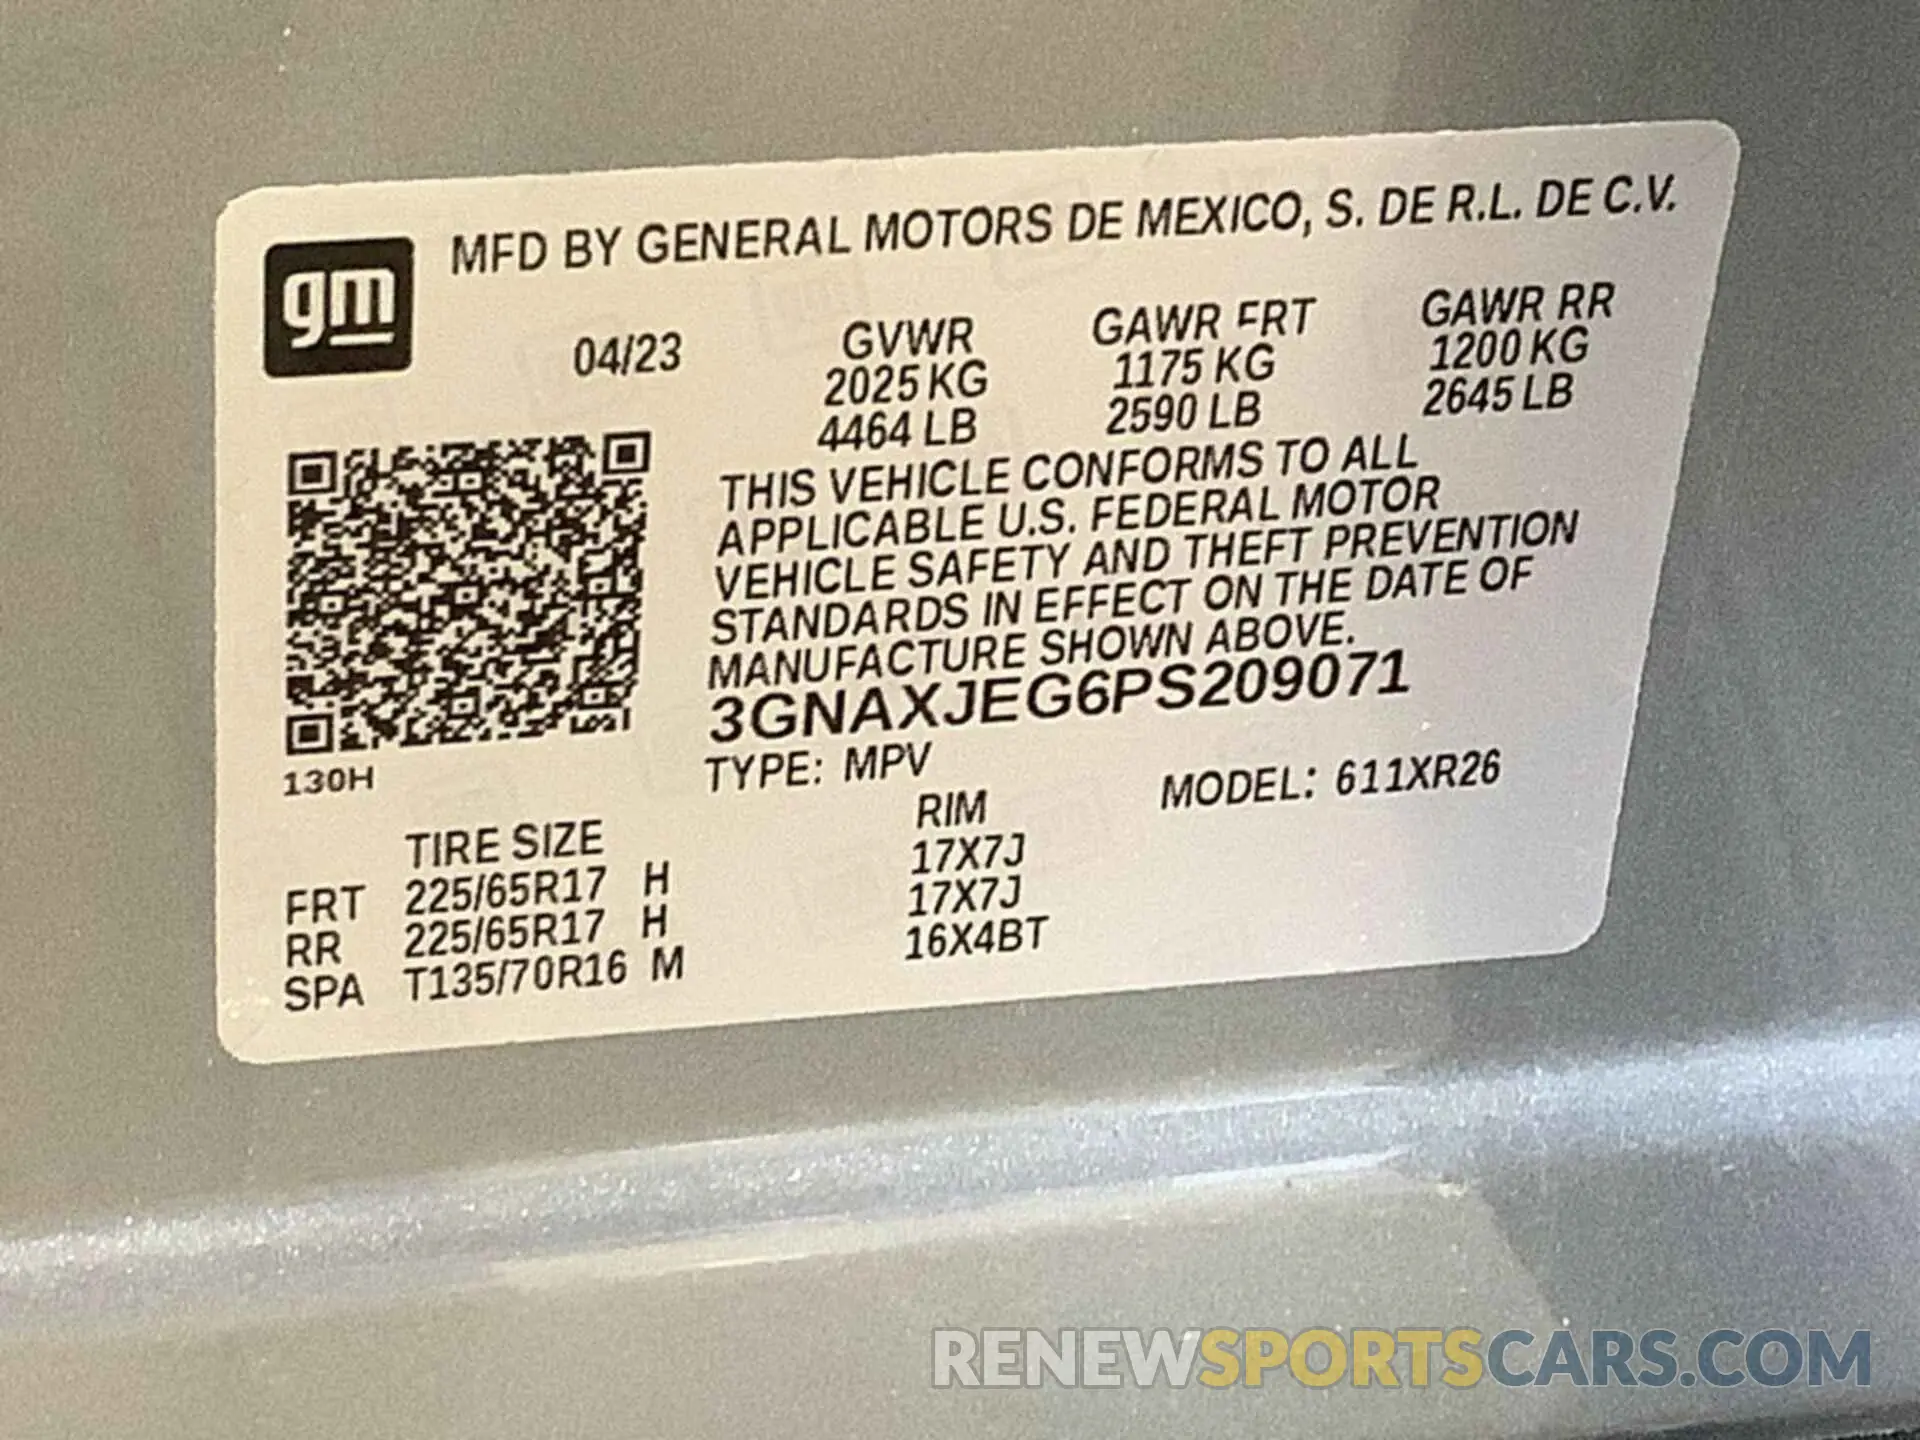 gm
MFD BY GENERAL MOTORS DE MEXICO, S. DE R.L. DE C.V.
04/23
GVWR GAWR FRT GAWR RR
2025 KG 1175 KG 1200 KG
4464 LB 2590 LB 2645 LB
THIS VEHICLE CONFORMS TO ALL
APPLICABLE U.S. FEDERAL MOTOR
VEHICLE SAFETY AND THEFT PREVENTION
STANDARDS IN EFFECT ON THE DATE OF
MANUFACTURE SHOWN ABOVE.
3GNAXJEG6PS209071
130H
TYPE: MPV MODEL: 611XR26
TIRE SIZE RIM
FRT 225/65R17 H 17X7J
RR 225/65R17 H 17X7J
SPA T135/70R16 M 16X4BT
RENEWSPORTSCARS.COM